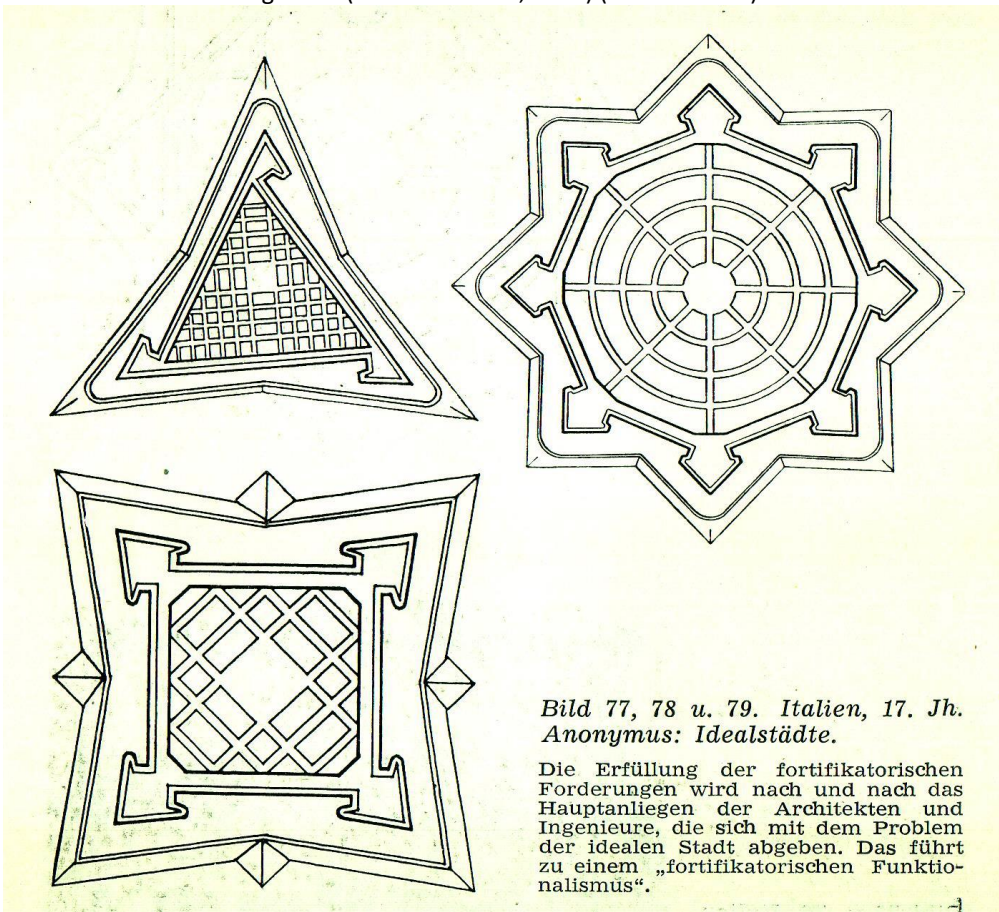 Bild 77, 78 u. 79. Italien, 17. Jh.
Anonymus: Idealstädte.
Die Erfüllung der fortifikatorischen
Forderungen wird nach und nach das
Hauptanliegen der Architekten und
Ingenieure, die sich mit dem Problem
der idealen Stadt abgeben. Das führt
zu einem „fortifikatorischen Funktio-
nalismus“.